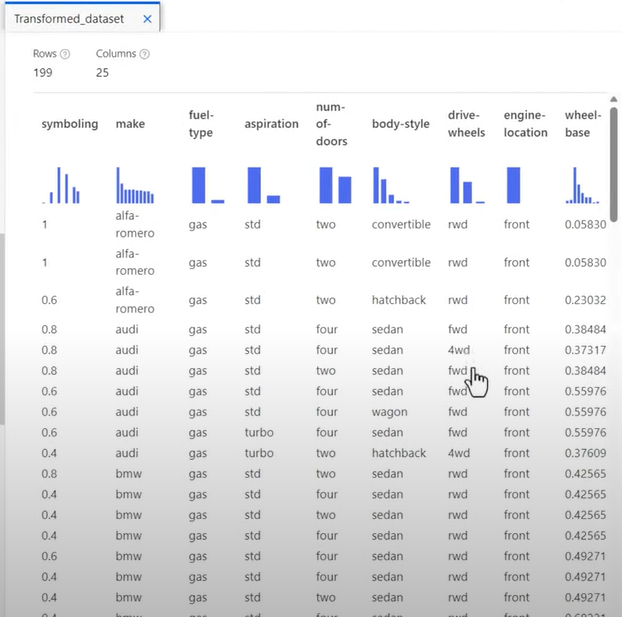 Transformed_dataset ×
Rows ? Columns ?
199 25
symboling make fuel-type aspiration num-of-doors body-style drive-wheels engine-location wheel-base
1 alfa-romero gas std two convertible rwd front 0.05830
1 alfa-romero gas std two convertible rwd front 0.05830
0.6 alfa-romero gas std two hatchback rwd front 0.23032
0.8 audi gas std four sedan fwd front 0.38484
0.8 audi gas std four sedan 4wd front 0.37317
0.8 audi gas std two sedan fwd front 0.38484
0.6 audi gas std four sedan fwd front 0.55976
0.6 audi gas std four wagon fwd front 0.55976
0.6 audi gas turbo four sedan fwd front 0.55976
0.4 audi gas turbo two hatchback 4wd front 0.37609
0.8 bmw gas std two sedan rwd front 0.42565
0.4 bmw gas std four sedan rwd front 0.42565
0.4 bmw gas std two sedan rwd front 0.42565
0.4 bmw gas std four sedan rwd front 0.42565
0.6 bmw gas std four sedan rwd front 0.49271
0.4 bmw gas std four sedan rwd front 0.49271
0.4 bmw gas std two sedan rwd front 0.49271